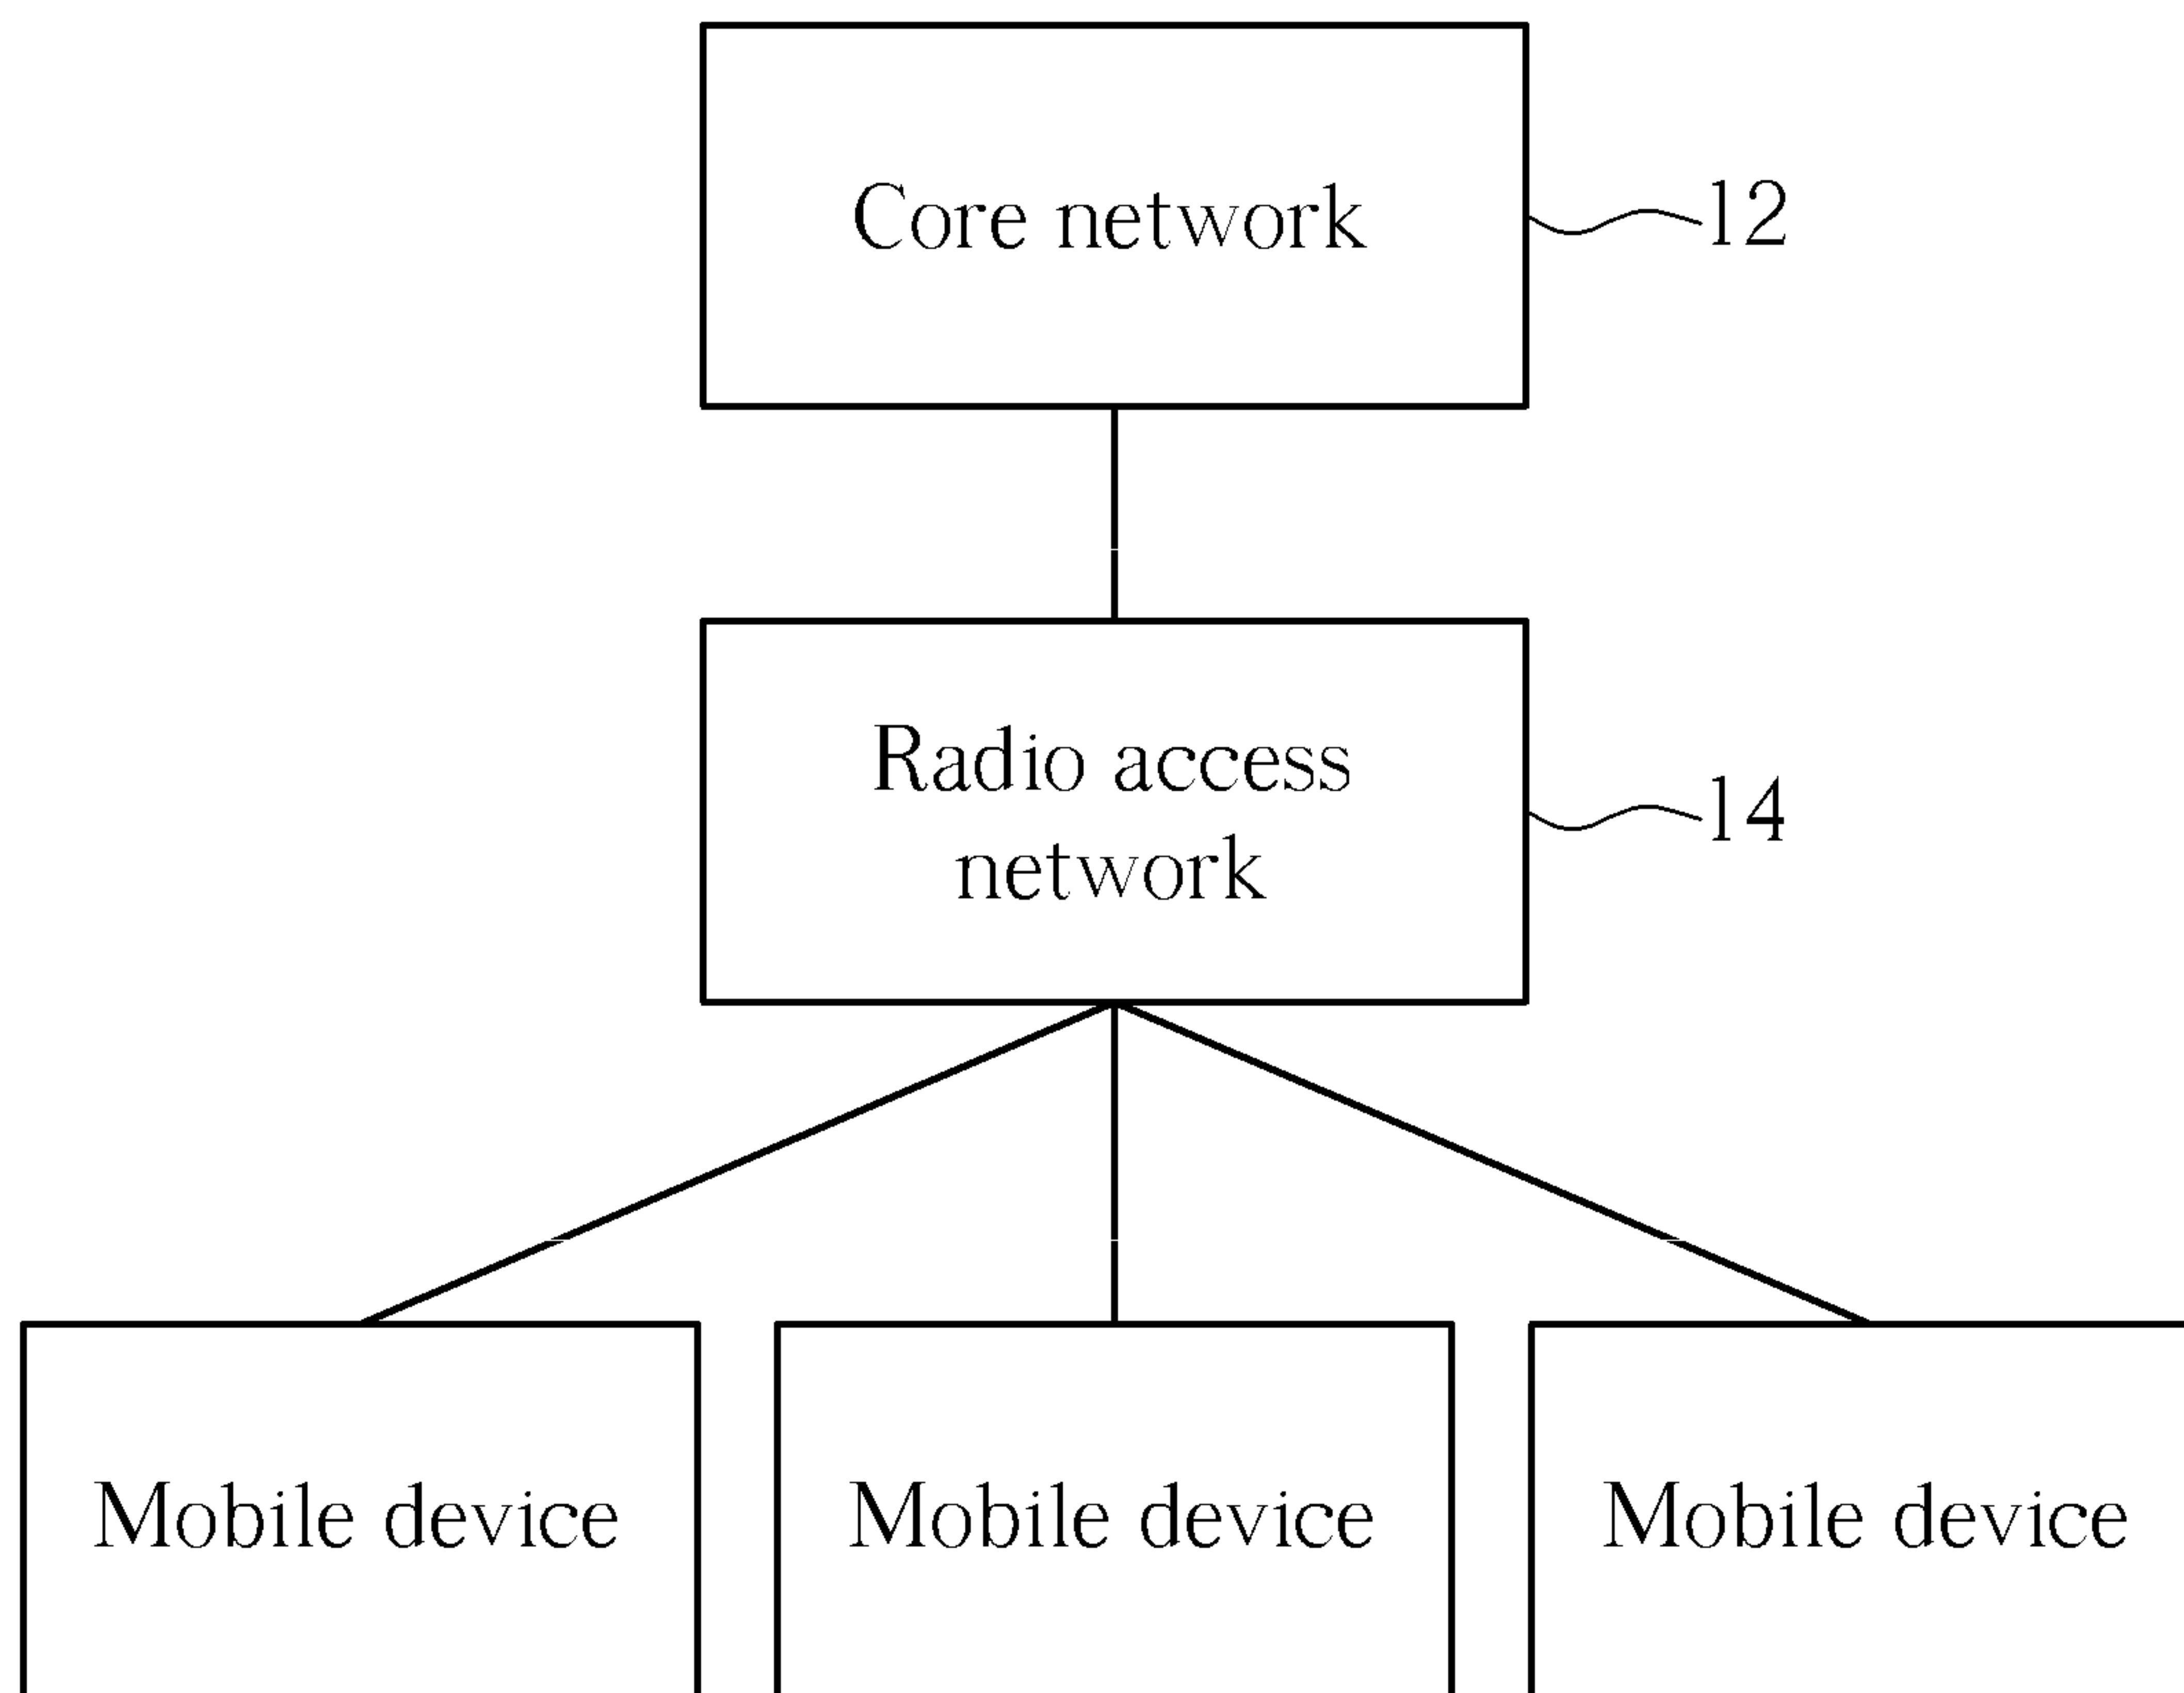 Core network
12
Radio access
network
14
Mobile device
Mobile device
Mobile device